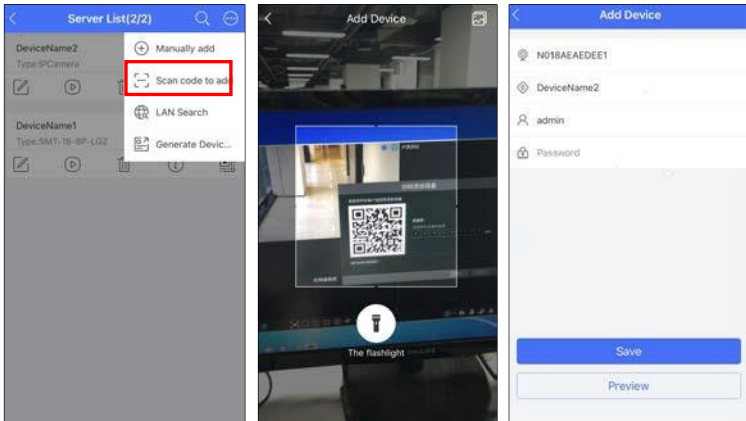 Server List(2/2)
DeviceName2
Type:IPCamera
DeviceName1
Type:SMT-16-8P-LG2
Manually add
Scan code to add
LAN Search
Generate Devic...
Add Device
The flashlight
Add Device
N018AEAEDEE1
DeviceName2
admin
Password
Save
Preview